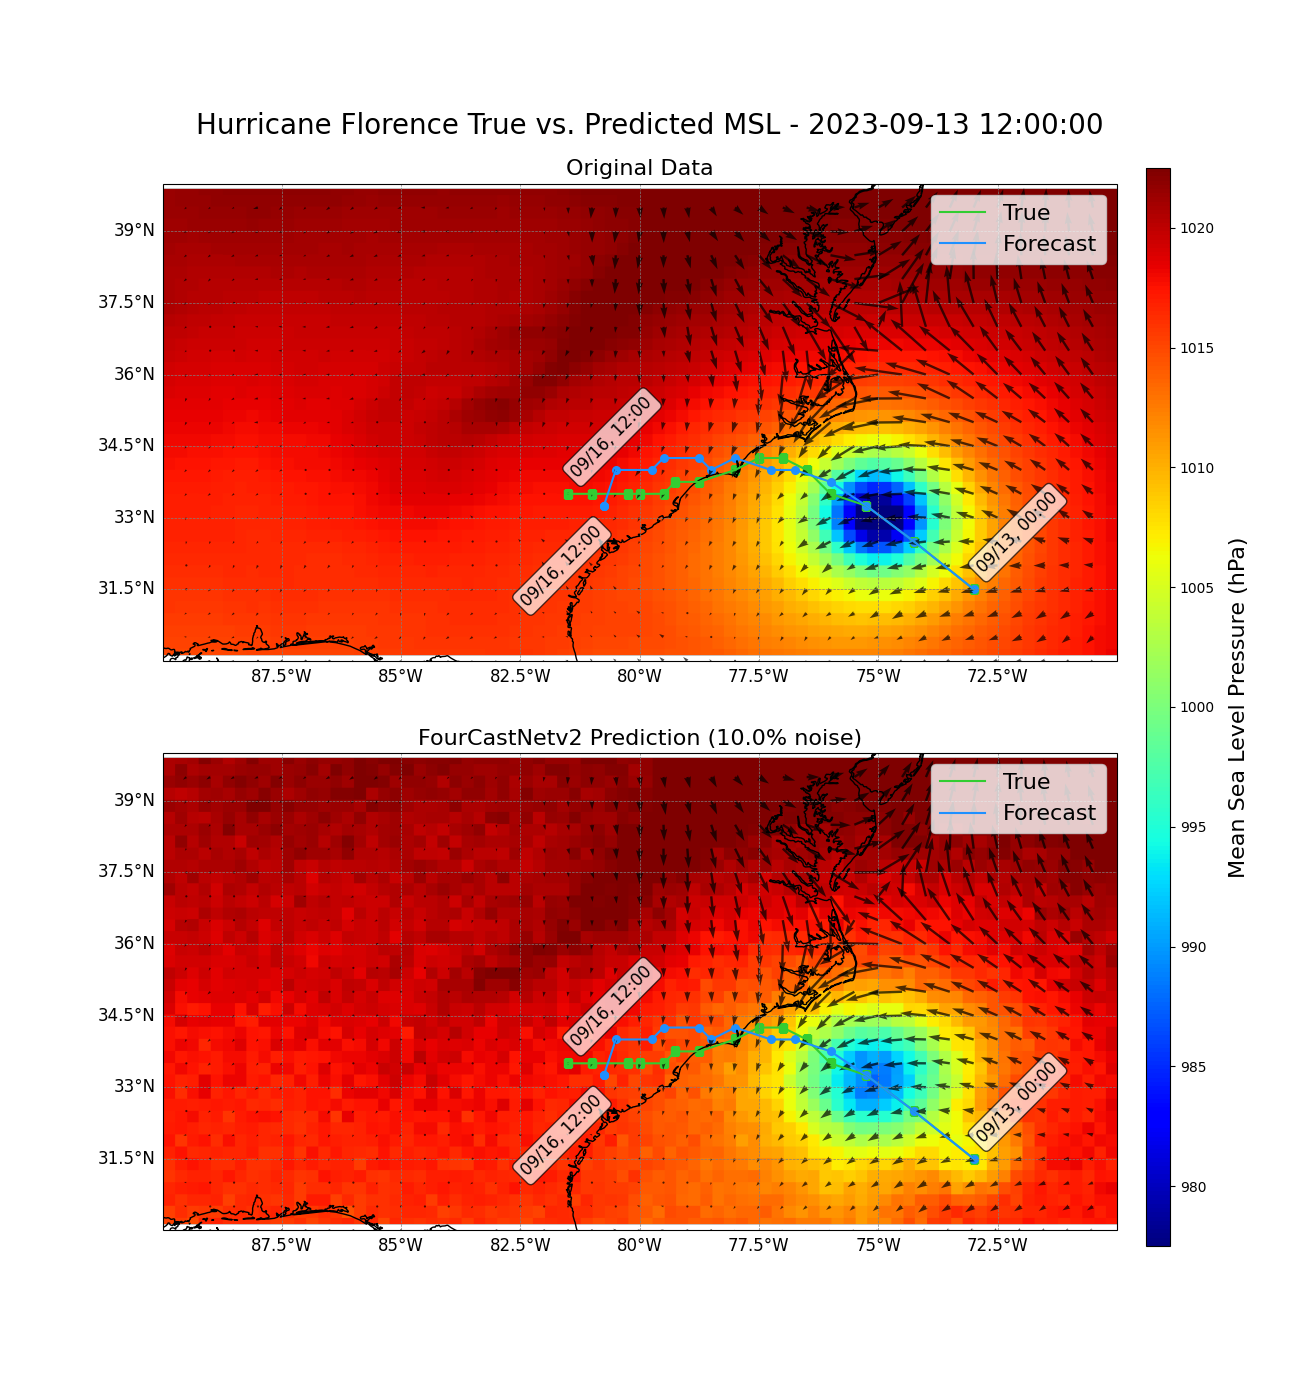 Hurricane Florence True vs. Predicted MSL - 2023-09-13 12:00:00
Original Data
True
Forecast
39°N
37.5°N
36°N
34.5°N
33°N
31.5°N
09/16, 12:00
09/16, 12:00
09/13, 00:00
87.5°W 85°W 82.5°W 80°W 77.5°W 75°W 72.5°W
FourCastNetv2 Prediction (10.0% noise)
True
Forecast
39°N
37.5°N
36°N
34.5°N
33°N
31.5°N
09/16, 12:00
09/16, 12:00
09/13, 00:00
87.5°W 85°W 82.5°W 80°W 77.5°W 75°W 72.5°W
1020
1015
1010
1005
1000
995
990
985
980
Mean Sea Level Pressure (hPa)